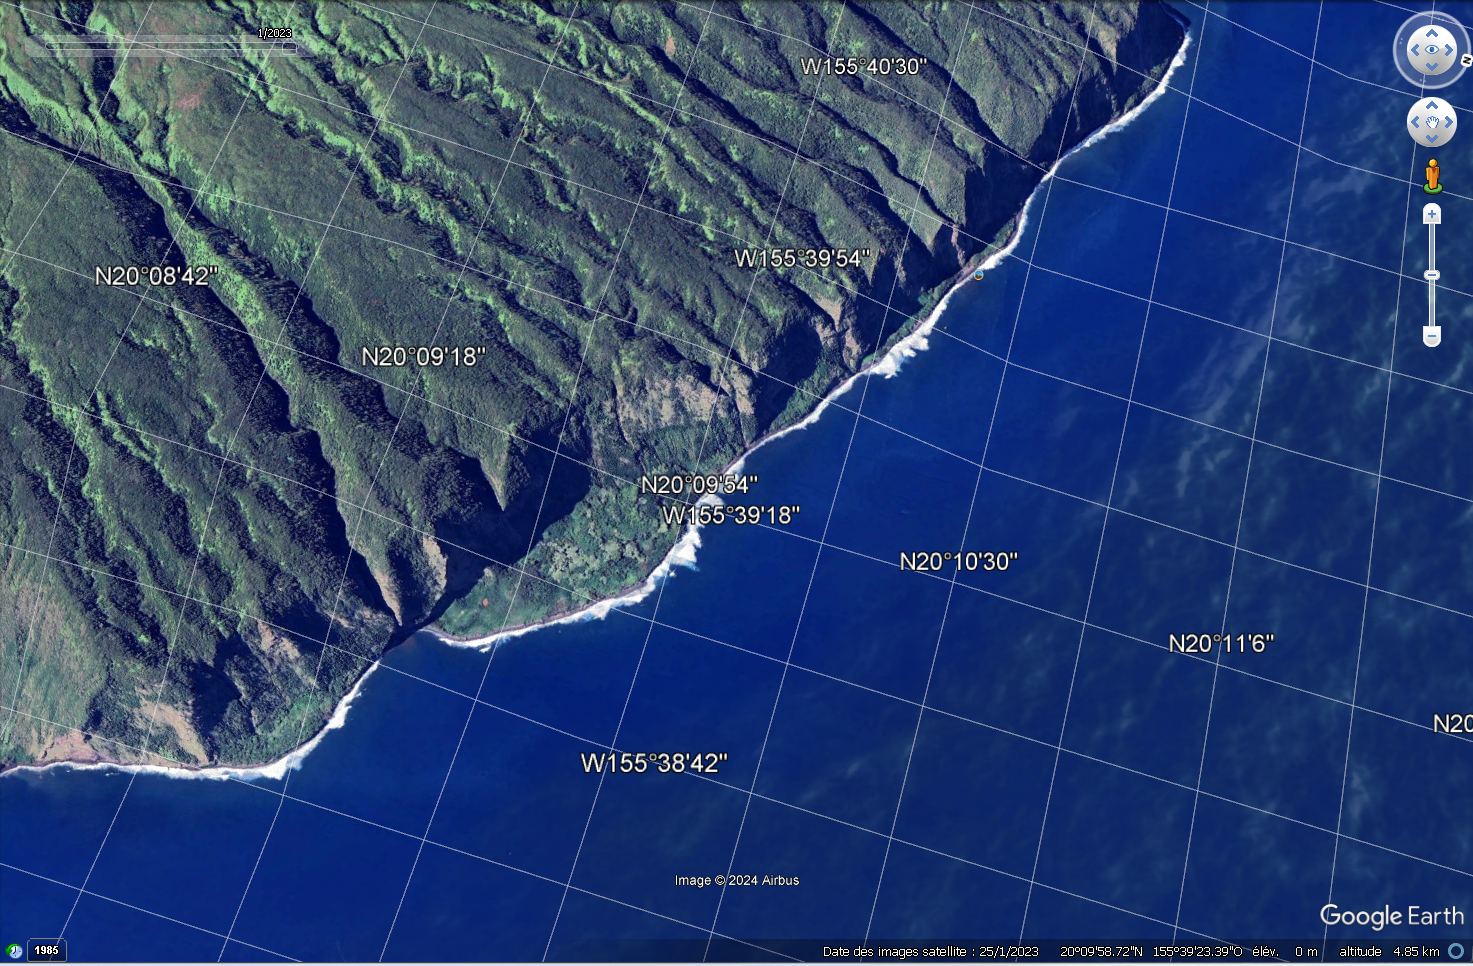 1/2023
W155°40'30"
N
W155°39'54"
N20°08'42"
N20°09'18"
N20°09'54"
W155°39'18"
N20°10'30"
N20°11'6"
N20
W155°38'42"
Image © 2024 Airbus
Google Earth
1985
Date des images satellite : 25/1/2023 20°09'58.72"N 155°39'23.39"O élév. 0 m altitude 4.85 km